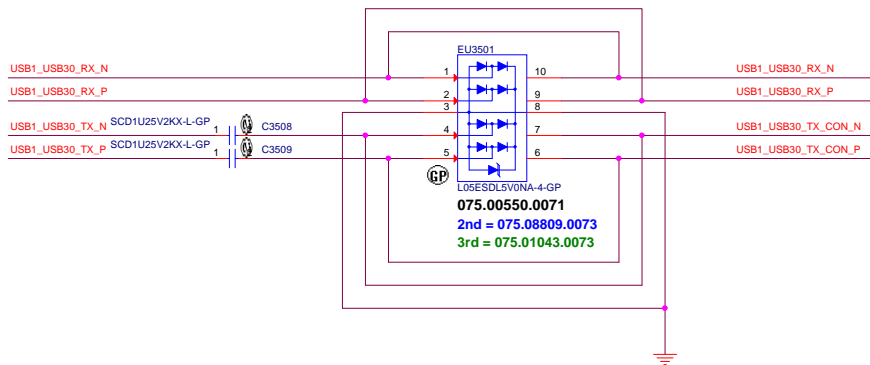 EU3501
USB1_USB30_RX_N
1
10
USB1_USB30_RX_N
USB1_USB30_RX_P
2
9
USB1_USB30_RX_P
3
8
USB1_USB30_TX_N
SCD1U25V2KX-L-GP
1
C3508
4
7
USB1_USB30_TX_CON_N
USB1_USB30_TX_P
SCD1U25V2KX-L-GP
1
C3509
5
6
USB1_USB30_TX_CON_P
GP
L05ESDL5V0NA-4-GP
075.00550.0071
2nd = 075.08809.0073
3rd = 075.01043.0073